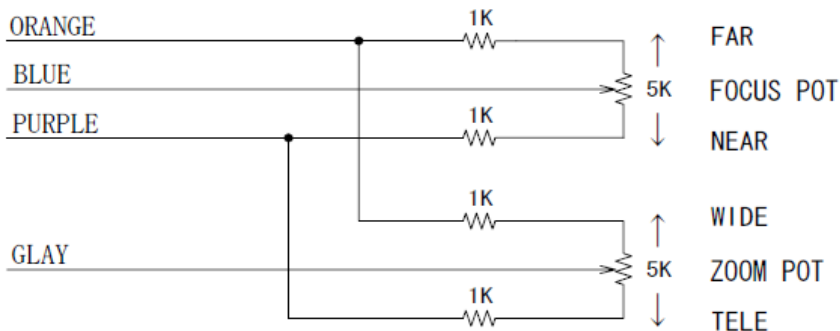 ORANGE 1K FAR
BLUE 5K FOCUS POT
PURPLE 1K NEAR
1K WIDE
GLAY 5K ZOOM POT
1K TELE